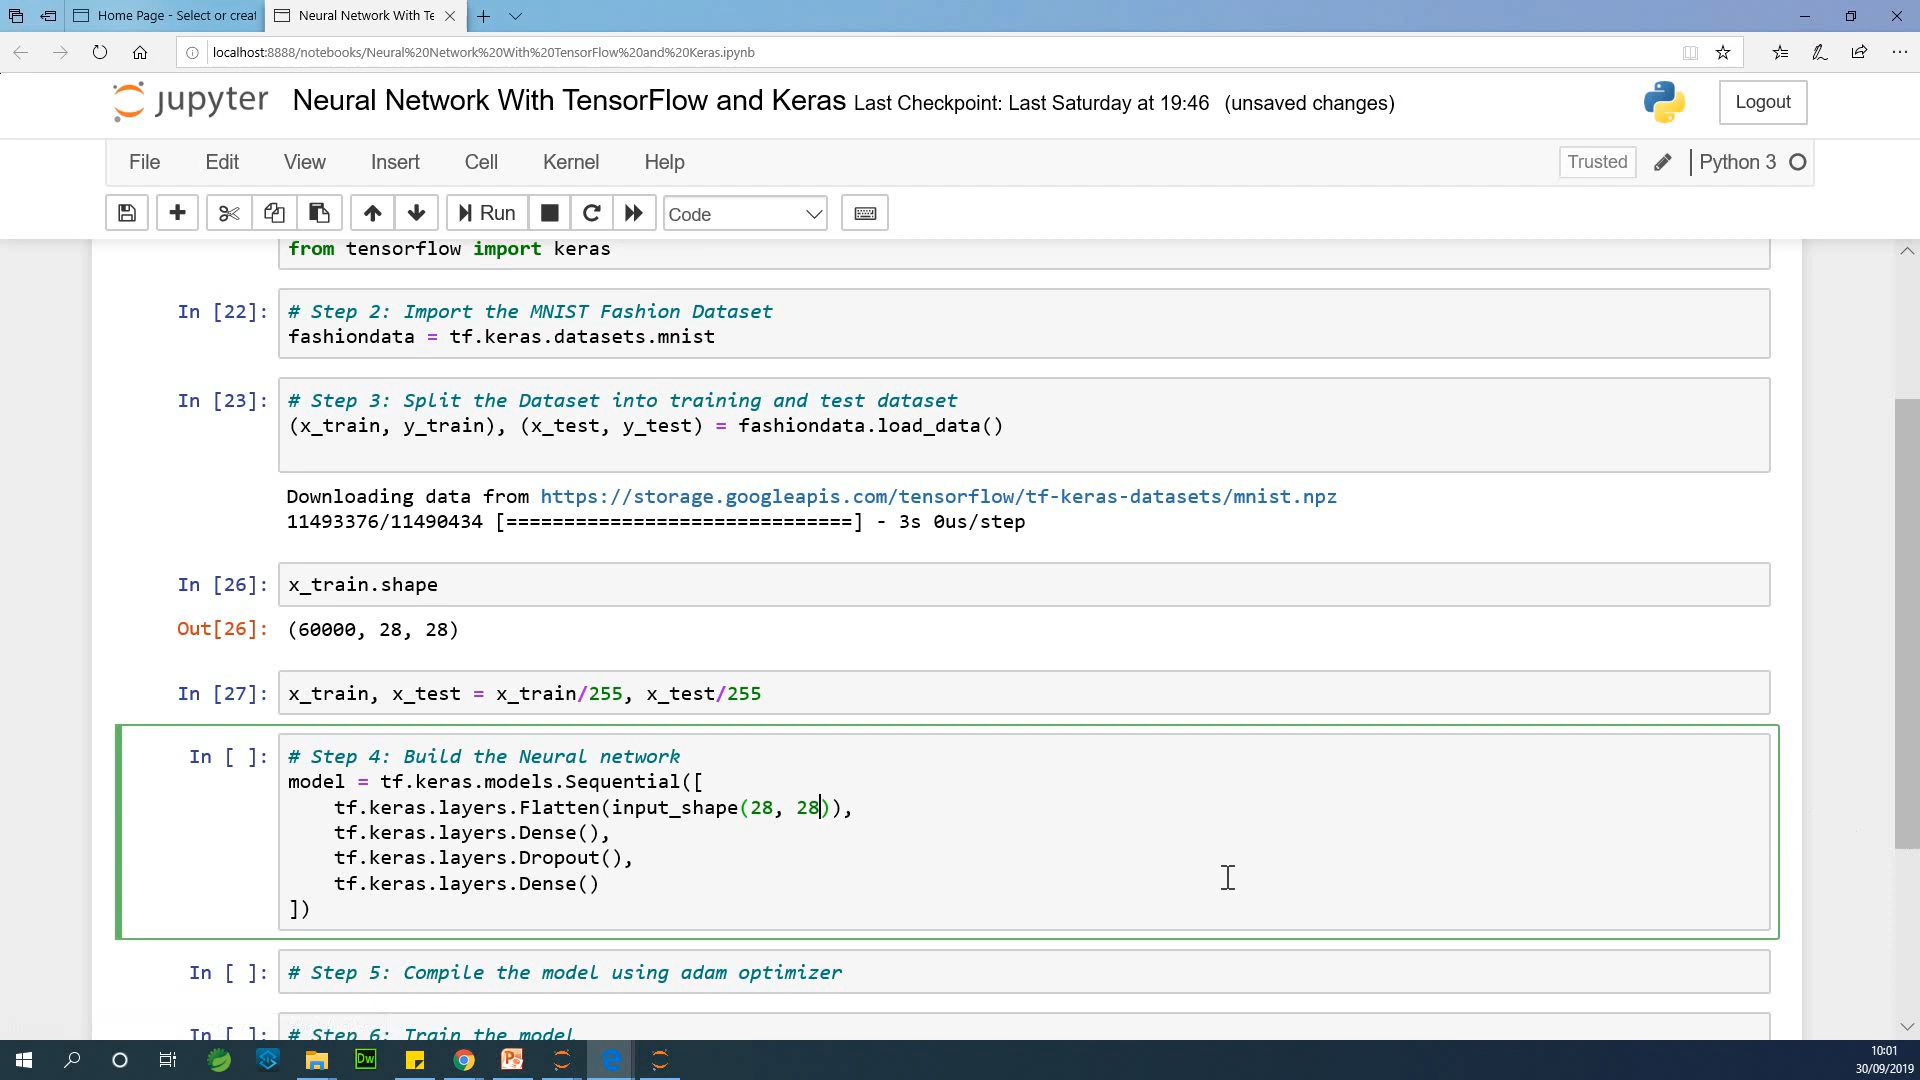 Home Page - Select or creat
Neural Network With Te
localhost:8888/notebooks/Neural%20Network%20With%20TensorFlow%20and%20Keras.ipynb
jupyter Neural Network With TensorFlow and Keras Last Checkpoint: Last Saturday at 19:46 (unsaved changes)
Logout
File Edit View Insert Cell Kernel Help
Trusted Python 3
Run Code
from tensorflow import keras
In [22]: # Step 2: Import the MNIST Fashion Dataset
fashiondata = tf.keras.datasets.mnist
In [23]: # Step 3: Split the Dataset into training and test dataset
(x_train, y_train), (x_test, y_test) = fashiondata.load_data()
Downloading data from https://storage.googleapis.com/tensorflow/tf-keras-datasets/mnist.npz
11493376/11490434 [==============================] - 3s 0us/step
In [26]: x_train.shape
Out[26]: (60000, 28, 28)
In [27]: x_train, x_test = x_train/255, x_test/255
In [ ]: # Step 4: Build the Neural network
model = tf.keras.models.Sequential([
    tf.keras.layers.Flatten(input_shape(28, 28)),
    tf.keras.layers.Dense(),
    tf.keras.layers.Dropout(),
    tf.keras.layers.Dense()
])
In [ ]: # Step 5: Compile the model using adam optimizer
In [ ]: # Step 6: Train the model
Dw
10:01
30/09/2019